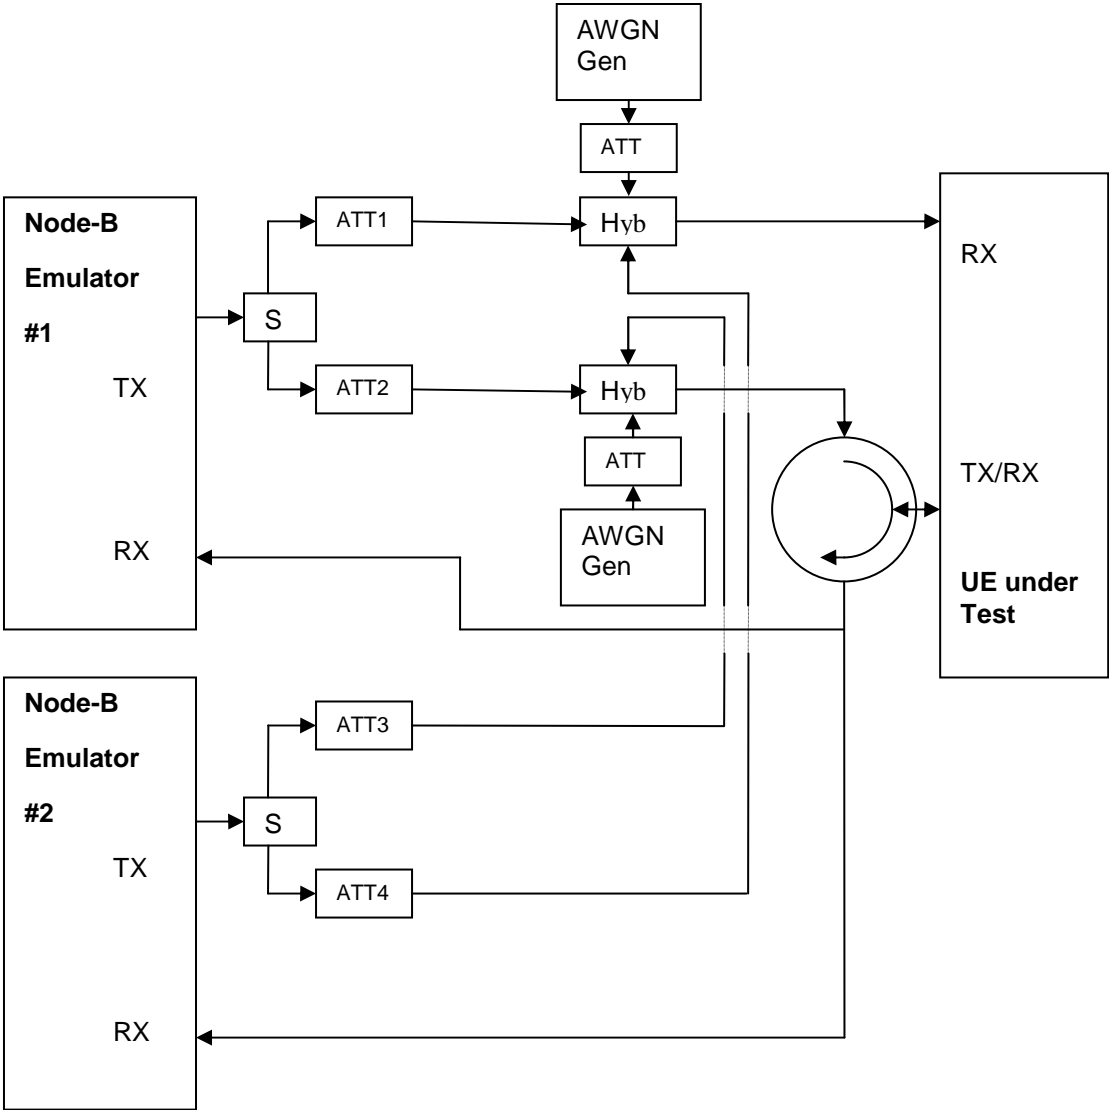 AWGN
Gen
ATT
Node-B
Emulator
#1
TX
RX
S
ATT1
ATT2
Hyb
Hyb
ATT
AWGN
Gen
RX
TX/RX
UE under
Test
Node-B
Emulator
#2
TX
RX
S
ATT3
ATT4